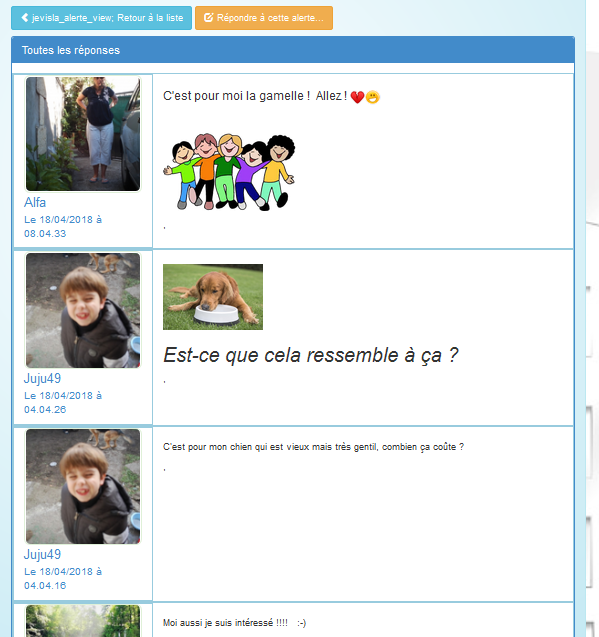 jevisla_alerte_view; Retour à la liste
Répondre à cette alerte...
Toutes les réponses
C'est pour moi la gamelle ! Allez !
.
Alfa
Le 18/04/2018 à
08.04.33
Est-ce que cela ressemble à ça ?
.
Juju49
Le 18/04/2018 à
04.04.26
C'est pour mon chien qui est vieux mais très gentil, combien ça coûte ?
.
Juju49
Le 18/04/2018 à
04.04.16
Moi aussi je suis intéressé !!!! :-)